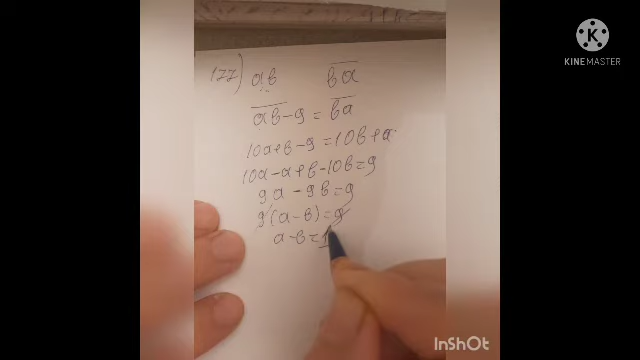 177) ab  ba
ab - 9 = ba
10a+b-9=10b+a
10a-a+b-10b=9
9a-9b=9
9(a-b)=9
a-b=1
KINEMASTER
InShOt